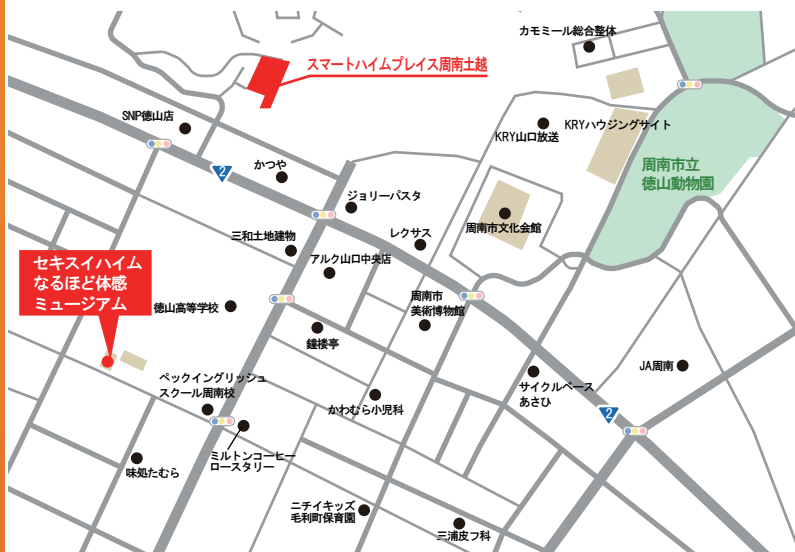 カモミール総合整体
スマートハイムプレイス周南土越
SNP徳山店
KRY山口放送
KRYハウジングサイト
2
かつや
周南市立
徳山動物園
ジョリーパスタ
三和土地建物
レクサス
周南市文化会館
アルク山口中央店
セキスイハイム
なるほど体感
ミュージアム
徳山高等学校
周南市
美術博物館
鐘楼亭
JA周南
ペックイングリッシュ
スクール周南校
かわむら小児科
サイクルベース
あさひ
2
ミルトンコーヒー
ロースタリー
味処たむら
ニチイキッズ
毛利町保育園
三浦皮フ科